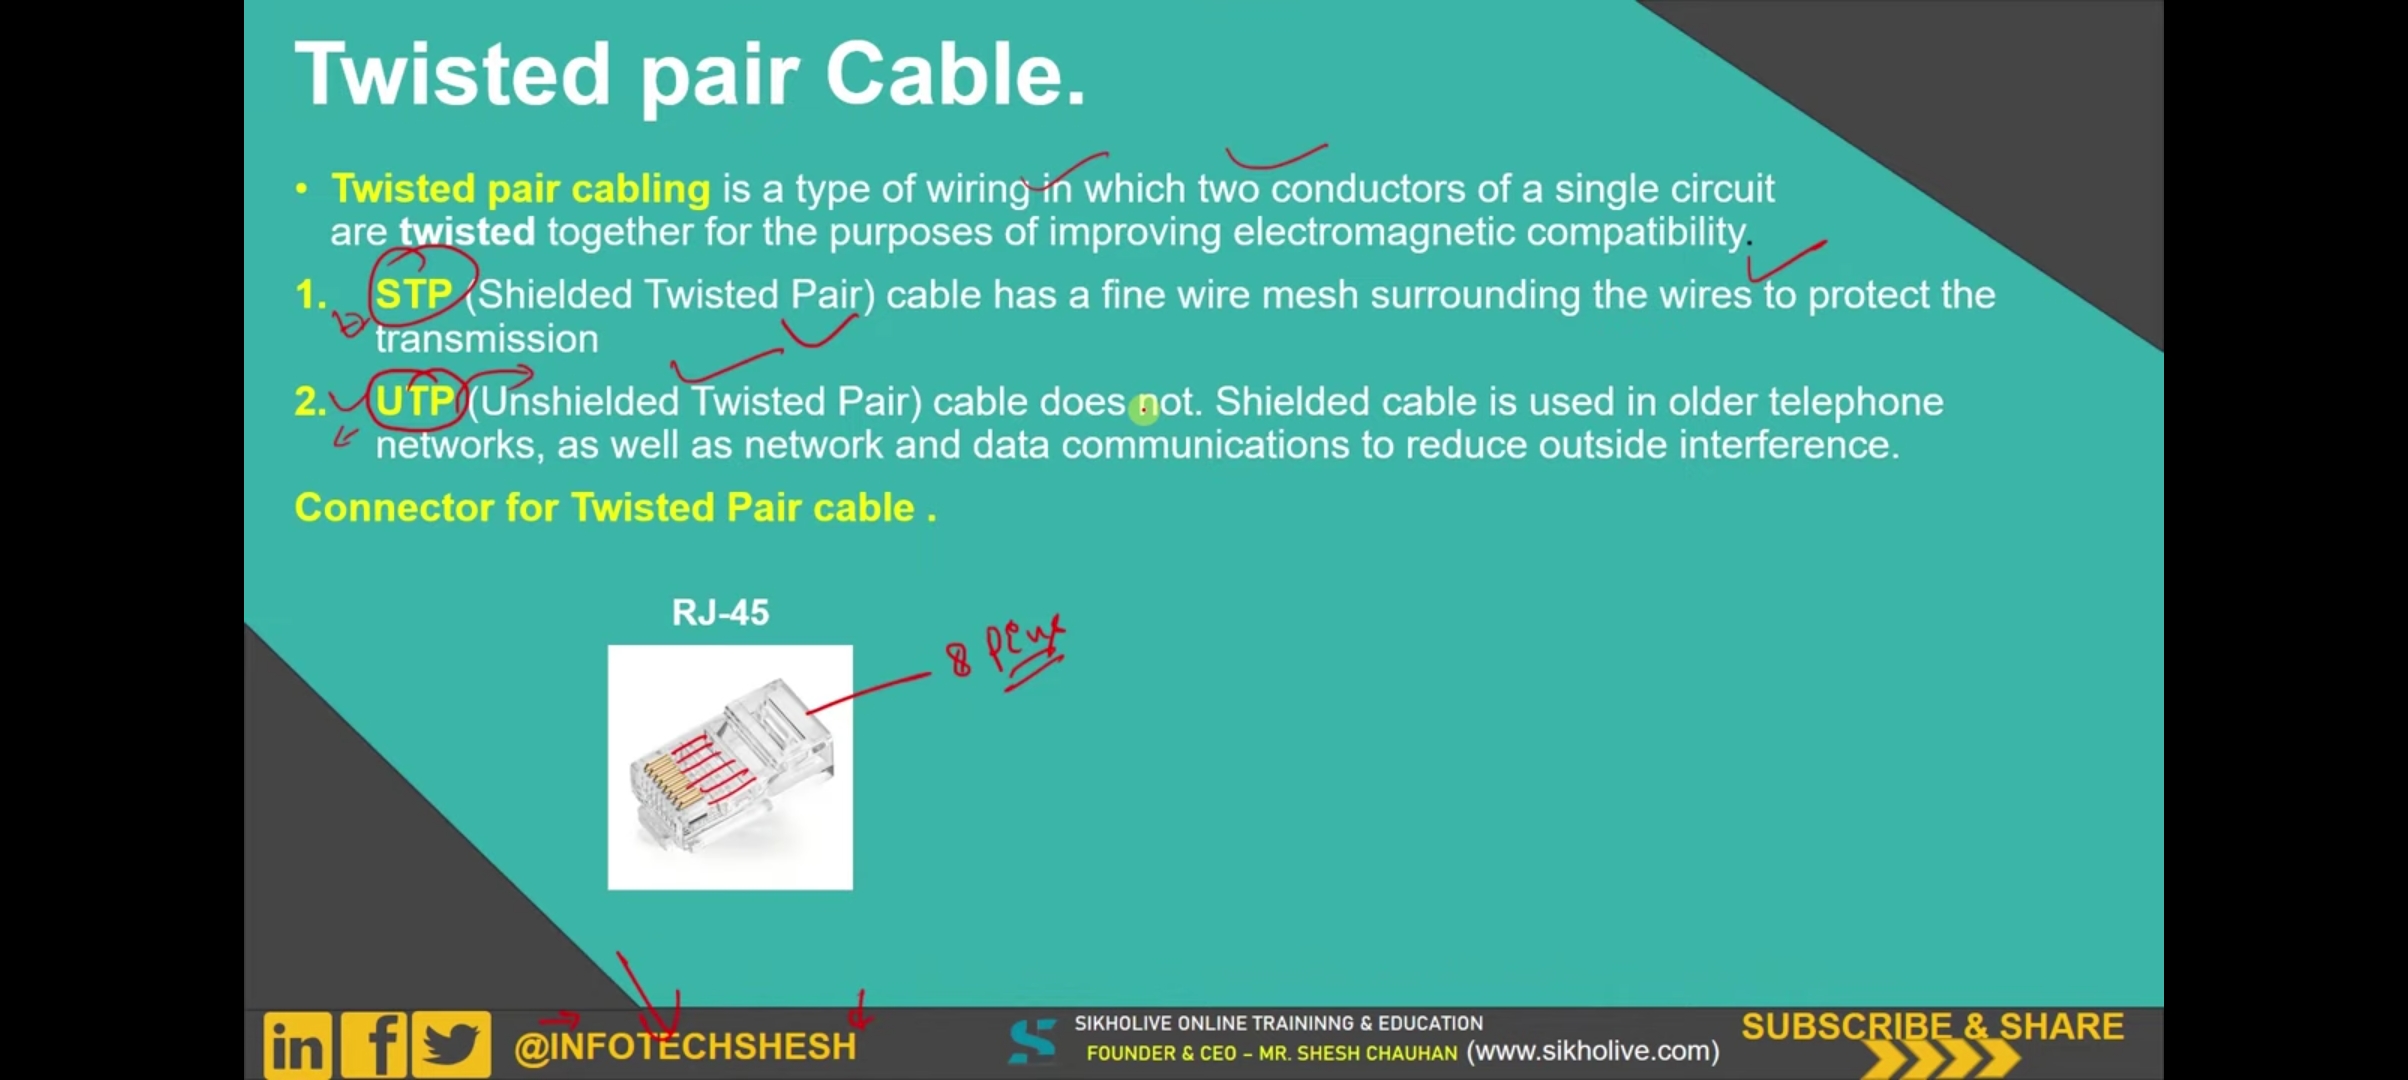 Twisted pair Cable.
• Twisted pair cabling is a type of wiring in which two conductors of a single circuit
are twisted together for the purposes of improving electromagnetic compatibility.
1. STP (Shielded Twisted Pair) cable has a fine wire mesh surrounding the wires to protect the
transmission
2. UTP (Unshielded Twisted Pair) cable does not. Shielded cable is used in older telephone
networks, as well as network and data communications to reduce outside interference.
Connector for Twisted Pair cable .
RJ-45
8 Pins
in f @INFOTECHSHESH
SIKHOLIVE ONLINE TRAININNG & EDUCATION
FOUNDER & CEO – MR. SHESH CHAUHAN (www.sikholive.com)
SUBSCRIBE & SHARE